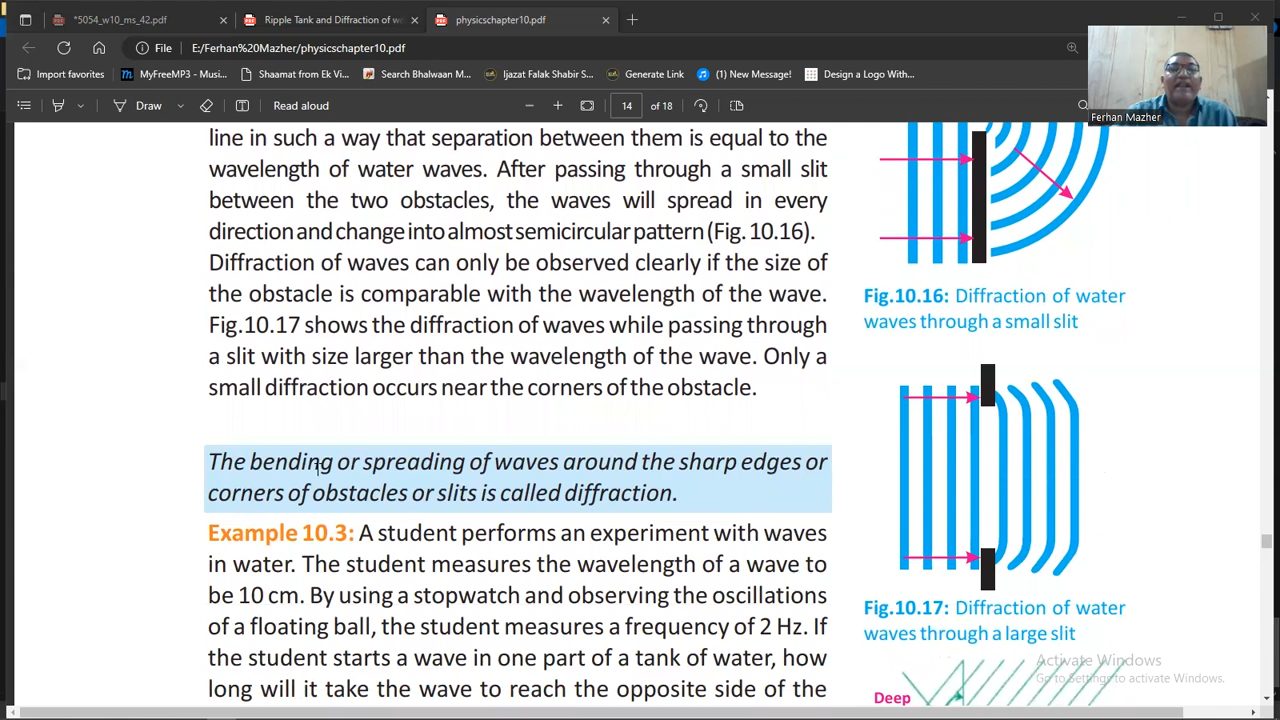 *5054_w10_ms_42.pdf
Ripple Tank and Diffraction of w
physicschapter10.pdf
File
E:/Ferhan%20Mazher/physicschapter10.pdf
Import favorites
MyFreeMP3 - Musi...
Shaamat from Ek Vi...
Search Bhalwaan M...
Ijazat Falak Shabir S...
Generate Link
(1) New Message!
Design a Logo With...
Draw
Read aloud
14
of 18
Ferhan Mazher
line in such a way that separation between them is equal to the
wavelength of water waves. After passing through a small slit
between the two obstacles, the waves will spread in every
direction and change into almost semicircular pattern (Fig. 10.16).
Diffraction of waves can only be observed clearly if the size of
the obstacle is comparable with the wavelength of the wave.
Fig.10.17 shows the diffraction of waves while passing through
a slit with size larger than the wavelength of the wave. Only a
small diffraction occurs near the corners of the obstacle.
The bending or spreading of waves around the sharp edges or
corners of obstacles or slits is called diffraction.
Example 10.3: A student performs an experiment with waves
in water. The student measures the wavelength of a wave to
be 10 cm. By using a stopwatch and observing the oscillations
of a floating ball, the student measures a frequency of 2 Hz. If
the student starts a wave in one part of a tank of water, how
long will it take the wave to reach the opposite side of the
Fig.10.16: Diffraction of water
waves through a small slit
Fig.10.17: Diffraction of water
waves through a large slit
Deep
Activate Windows
Go to Settings to activate Windows.